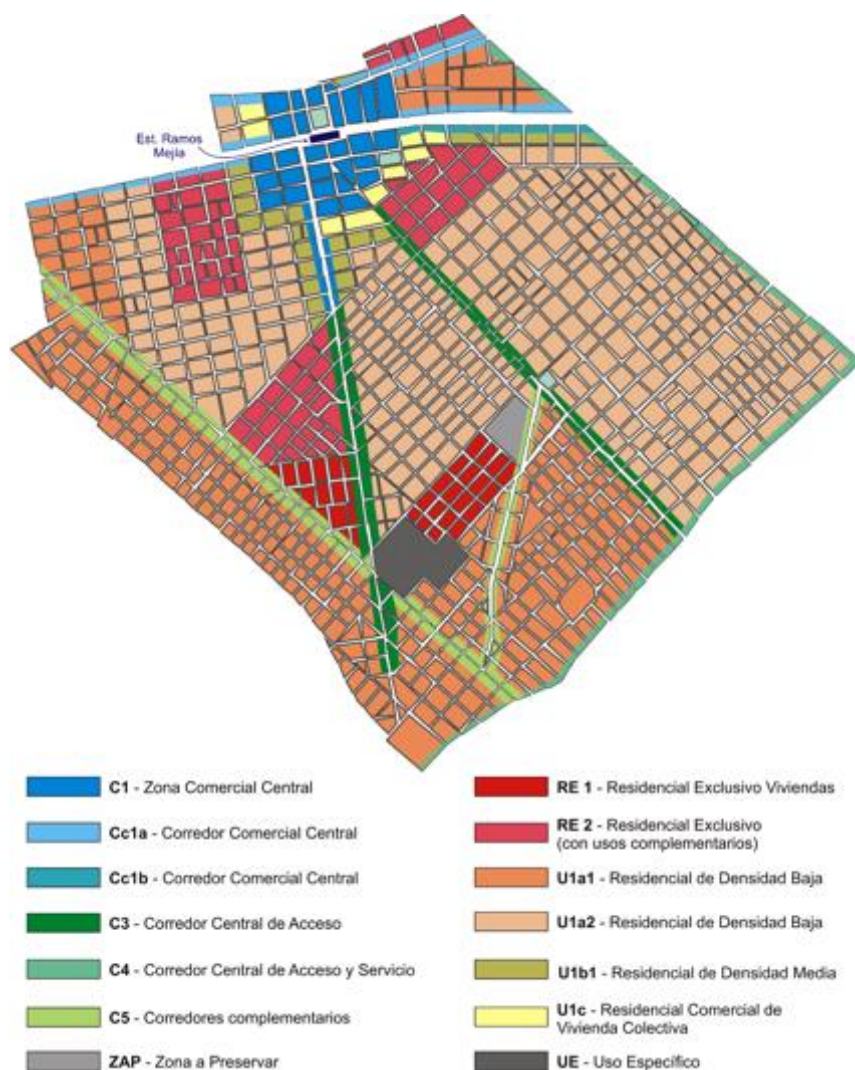 Est. Ramos
Mejía
C1 - Zona Comercial Central
Cc1a - Corredor Comercial Central
Cc1b - Corredor Comercial Central
C3 - Corredor Central de Acceso
C4 - Corredor Central de Acceso y Servicio
C5 - Corredores complementarios
ZAP - Zona a Preservar
RE 1 - Residencial Exclusivo Viviendas
RE 2 - Residencial Exclusivo
(con usos complementarios)
U1a1 - Residencial de Densidad Baja
U1a2 - Residencial de Densidad Baja
U1b1 - Residencial de Densidad Media
U1c - Residencial Comercial de
Vivienda Colectiva
UE - Uso Específico